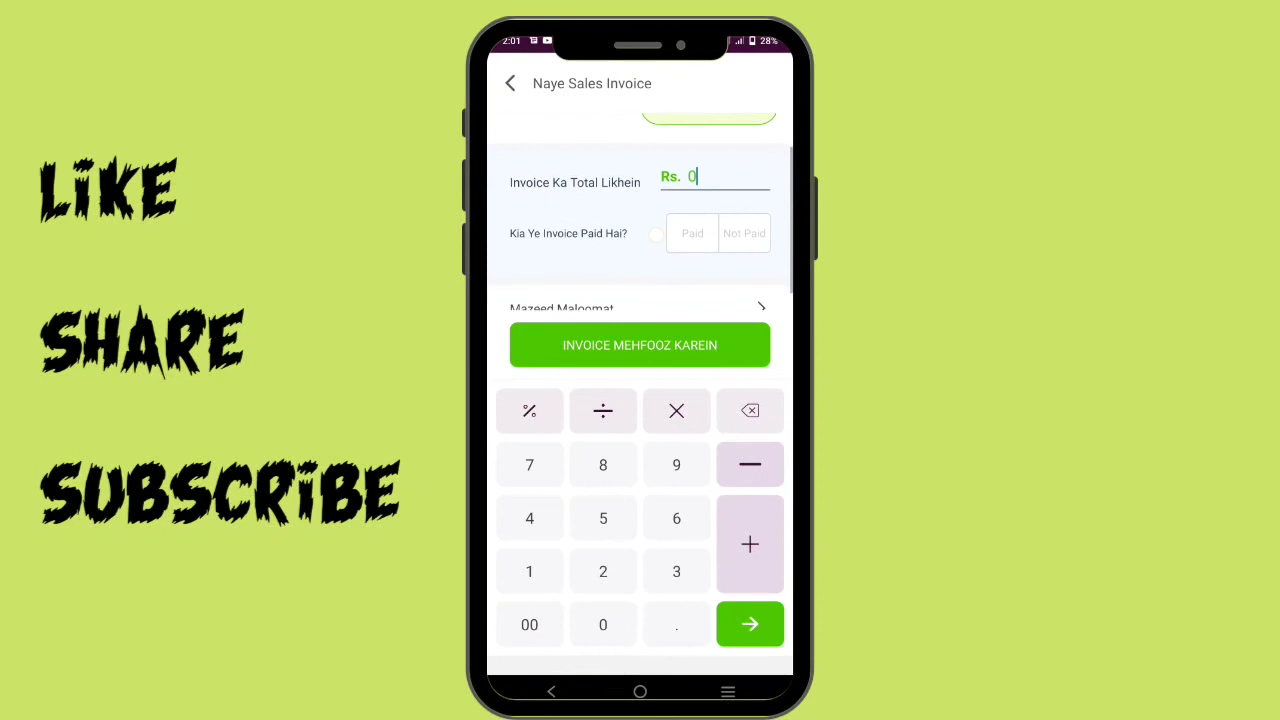 LIKE
SHARE
SUBSCRIBE
2:01 28%
Naye Sales Invoice
Invoice Ka Total Likhein Rs. 0
Kia Ye Invoice Paid Hai? Paid Not Paid
Mazeed Maloomat
INVOICE MEHFOOZ KAREIN
% ÷ ×
7 8 9 −
4 5 6 +
1 2 3
00 0 .